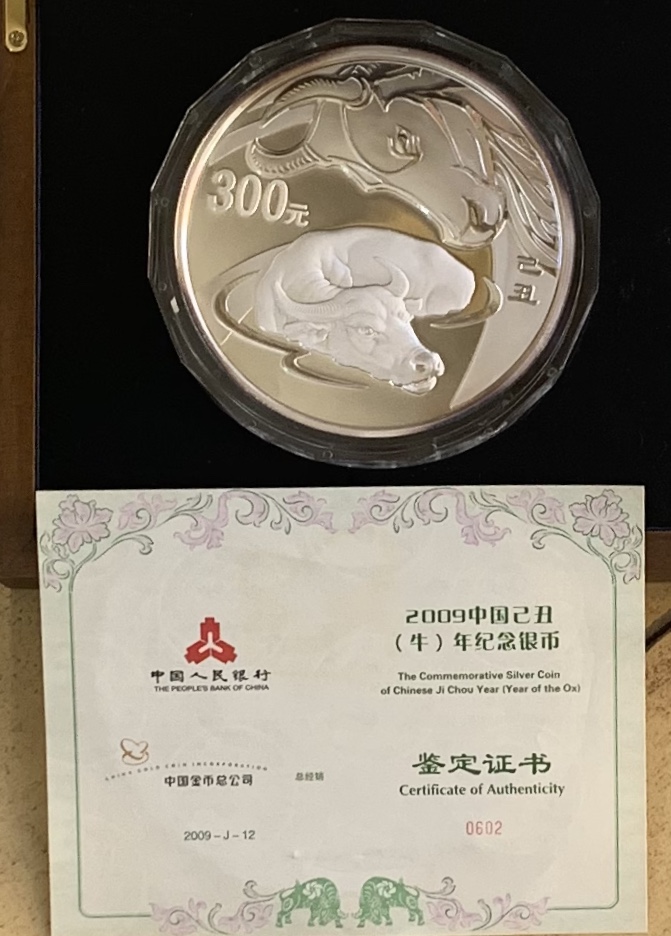 300元
己丑
2009中国己丑
（牛）年纪念银币
中国人民银行
THE PEOPLE'S BANK OF CHINA
The Commemorative Silver Coin
of Chinese Ji Chou Year (Year of the Ox)
CHINA GOLD COIN INCORPORATION
中国金币总公司
总经销
鉴定证书
Certificate of Authenticity
2009-J-12
0602